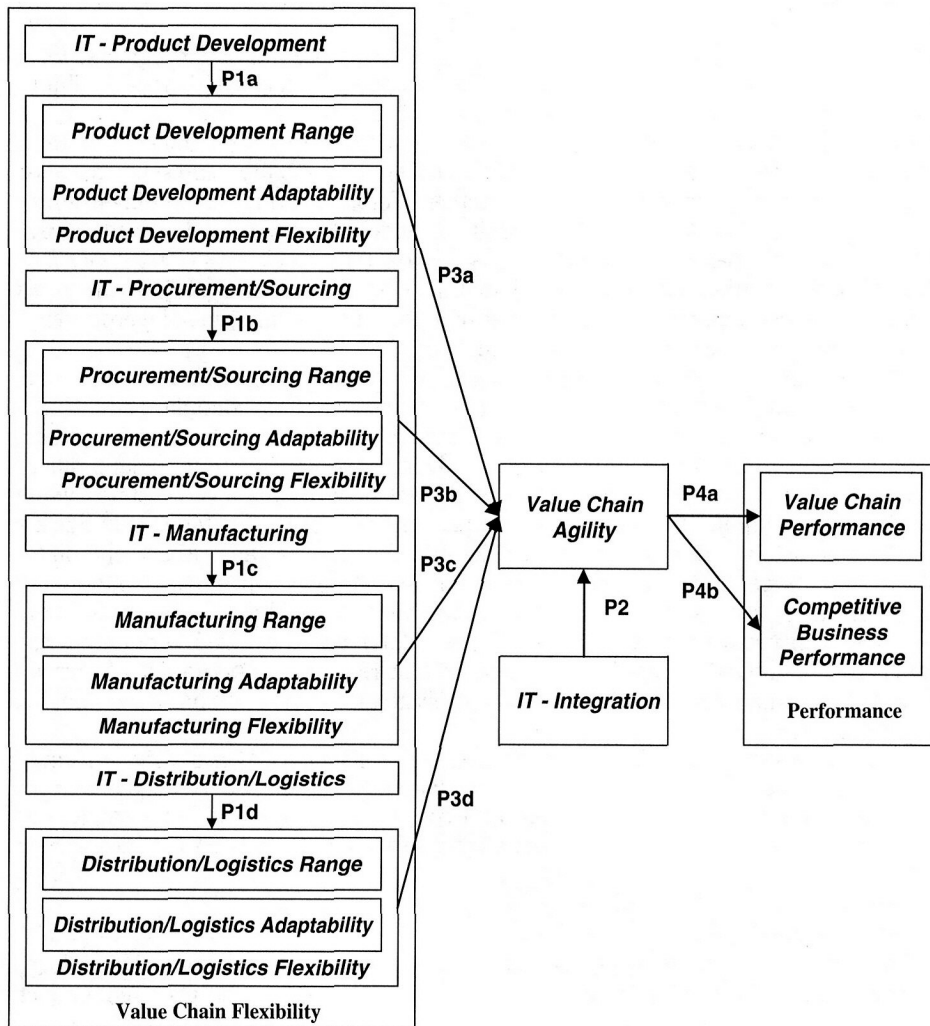 IT - Product Development
P1a
Product Development Range
Product Development Adaptability
Product Development Flexibility
IT - Procurement/Sourcing
P1b
Procurement/Sourcing Range
Procurement/Sourcing Adaptability
Procurement/Sourcing Flexibility
IT - Manufacturing
P1c
Manufacturing Range
Manufacturing Adaptability
Manufacturing Flexibility
IT - Distribution/Logistics
P1d
Distribution/Logistics Range
Distribution/Logistics Adaptability
Distribution/Logistics Flexibility
Value Chain Flexibility
P3a
P3b
P3c
P3d
Value Chain
Agility
P2
IT - Integration
P4a
P4b
Value Chain
Performance
Competitive
Business
Performance
Performance